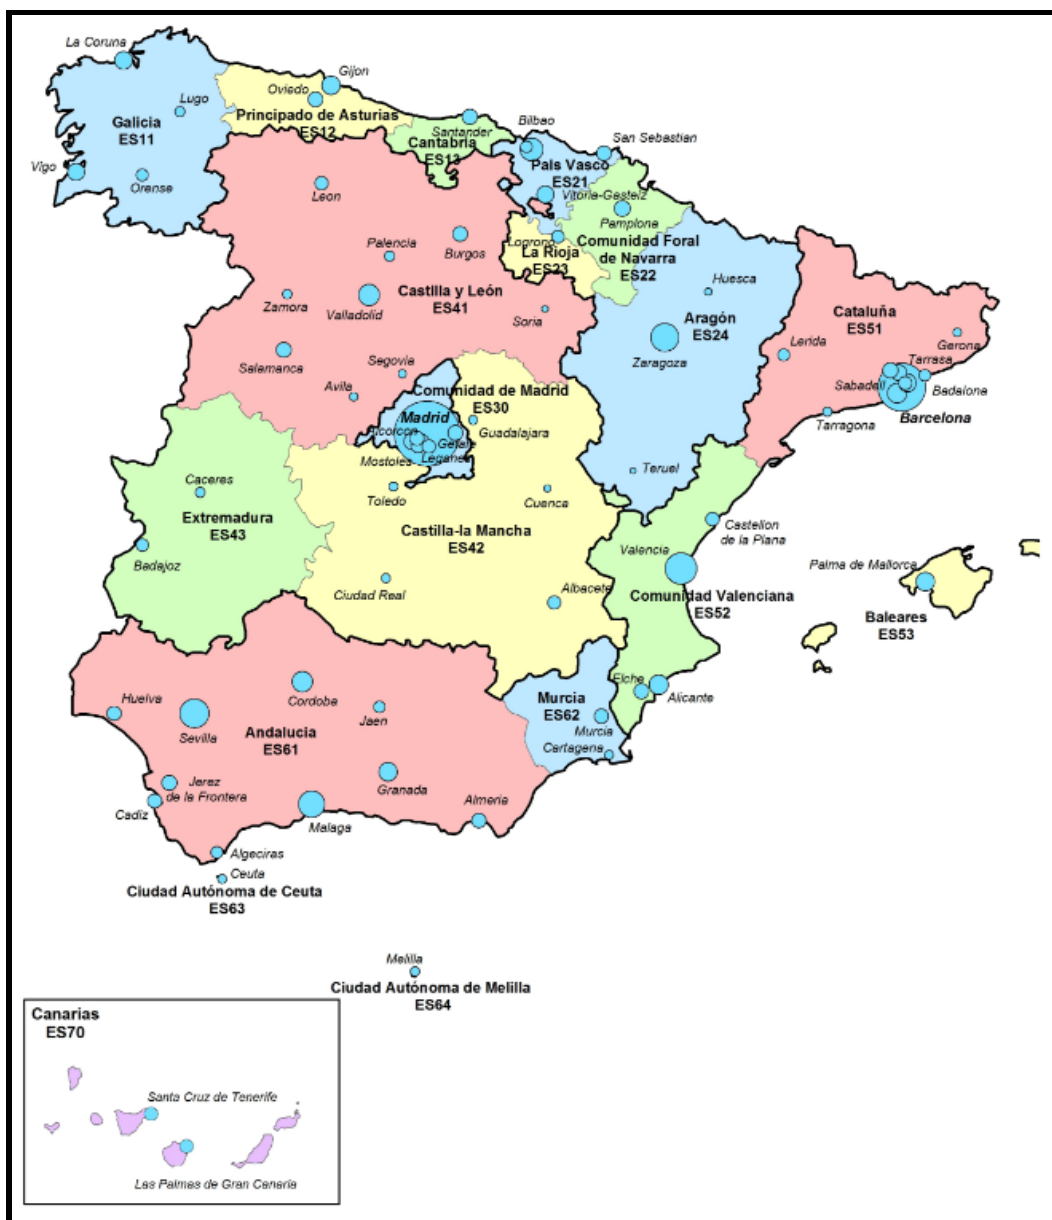 La Coruna
Gijon
Lugo
Oviedo
Principado de Asturias
ES12
Galicia
ES11
Santander
Cantabria
ES13
Bilbao
San Sebastian
Pais Vasco
ES21
Vitoria-Gasteiz
Vigo
Orense
Leon
Pamplona
Palencia
Burgos
Logrono
La Rioja
ES23
Comunidad Foral
de Navarra
ES22
Huesca
Zamora
Valladolid
Castilla y León
ES41
Soria
Aragón
ES24
Zaragoza
Cataluña
ES51
Lerida
Gerona
Tarrasa
Sabadell
Badalona
Barcelona
Tarragona
Salamanca
Segovia
Avila
Comunidad de Madrid
ES30
Madrid
Alcorcon
Getafe
Guadalajara
Mostoles
Leganes
Toledo
Teruel
Cuenca
Caceres
Extremadura
ES43
Badajoz
Castilla-la Mancha
ES42
Castellon
de la Plana
Valencia
Ciudad Real
Albacete
Comunidad Valenciana
ES52
Palma de Mallorca
Baleares
ES53
Huelva
Sevilla
Cordoba
Jaen
Andalucia
ES61
Murcia
ES62
Murcia
Cartagena
Elche
Alicante
Jerez
de la Frontera
Cadiz
Granada
Malaga
Almeria
Algeciras
Ceuta
Ciudad Autónoma de Ceuta
ES63
Melilla
Ciudad Autónoma de Melilla
ES64
Canarias
ES70
Santa Cruz de Tenerife
Las Palmas de Gran Canaria